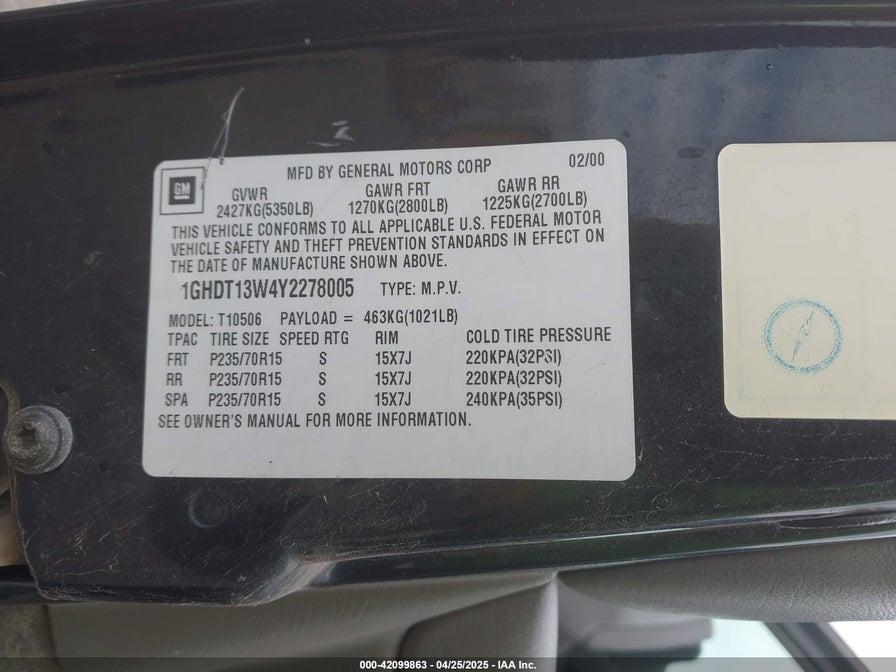 MFD BY GENERAL MOTORS CORP 02/00
GM
GVWR GAWR FRT GAWR RR
2427KG(5350LB) 1270KG(2800LB) 1225KG(2700LB)
THIS VEHICLE CONFORMS TO ALL APPLICABLE U.S. FEDERAL MOTOR
VEHICLE SAFETY AND THEFT PREVENTION STANDARDS IN EFFECT ON
THE DATE OF MANUFACTURE SHOWN ABOVE.
1GHDT13W4Y2278005 TYPE: M.P.V.
MODEL: T10506 PAYLOAD = 463KG(1021LB)
TPAC TIRE SIZE SPEED RTG RIM COLD TIRE PRESSURE
FRT P235/70R15 S 15X7J 220KPA(32PSI)
RR P235/70R15 S 15X7J 220KPA(32PSI)
SPA P235/70R15 S 15X7J 240KPA(35PSI)
SEE OWNER'S MANUAL FOR MORE INFORMATION.
000-42099863 - 04/25/2025 - IAA Inc.